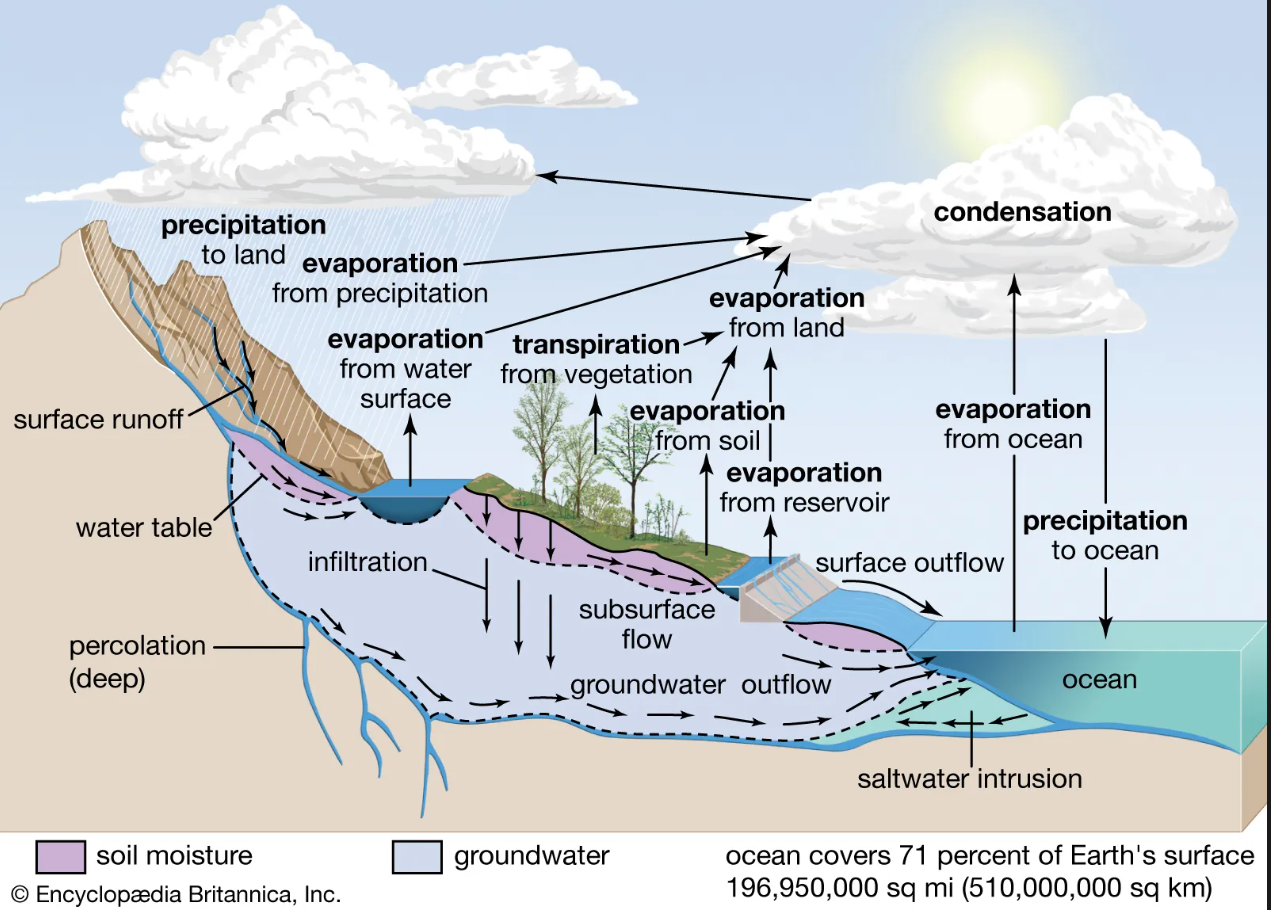 condensation
precipitation
to land
evaporation
from precipitation
evaporation
from land
evaporation
from water
surface
transpiration
from vegetation
surface runoff
evaporation
from soil
evaporation
from ocean
evaporation
from reservoir
water table
precipitation
to ocean
infiltration
surface outflow
subsurface
flow
percolation
(deep)
groundwater outflow
ocean
saltwater intrusion
soil moisture
groundwater
ocean covers 71 percent of Earth's surface
196,950,000 sq mi (510,000,000 sq km)
© Encyclopædia Britannica, Inc.